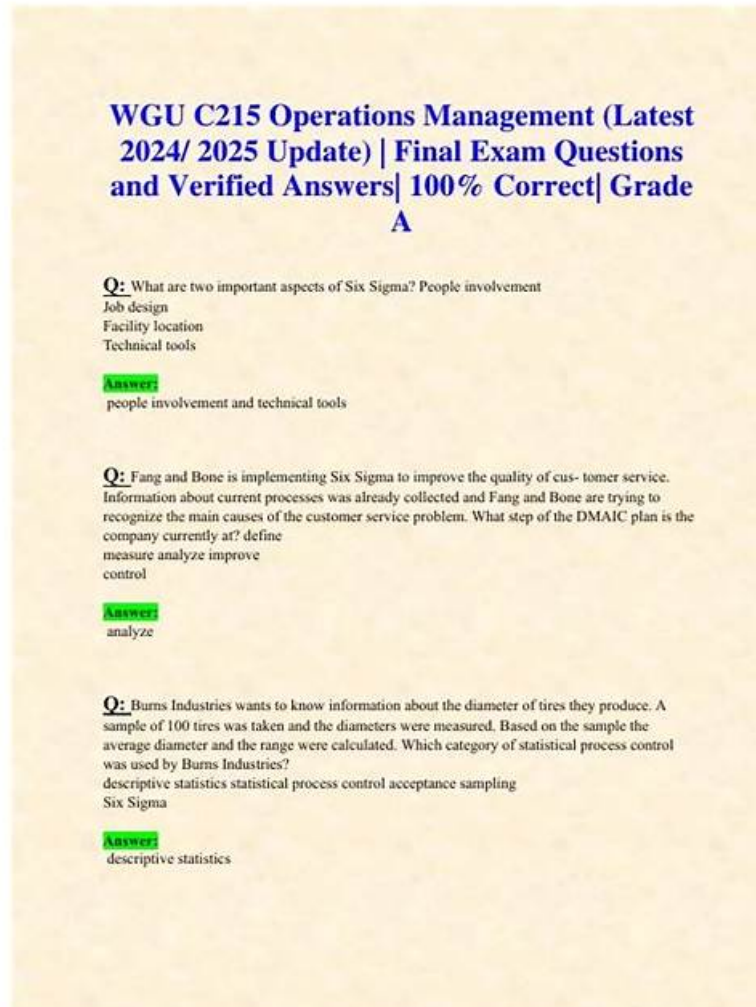 WGU C215 Operations Management (Latest
2024/ 2025 Update) | Final Exam Questions
and Verified Answers| 100% Correct| Grade
A
Q: What are two important aspects of Six Sigma? People involvement
Job design
Facility location
Technical tools
Answer:
people involvement and technical tools
Q: Fang and Bone is implementing Six Sigma to improve the quality of cus- tomer service.
Information about current processes was already collected and Fang and Bone are trying to
recognize the main causes of the customer service problem. What step of the DMAIC plan is the
company currently at? define
measure analyze improve
control
Answer:
analyze
Q: Burns Industries wants to know information about the diameter of tires they produce. A
sample of 100 tires was taken and the diameters were measured. Based on the sample the
average diameter and the range were calculated. Which category of statistical process control
was used by Burns Industries?
descriptive statistics statistical process control acceptance sampling
Six Sigma
Answer:
descriptive statistics